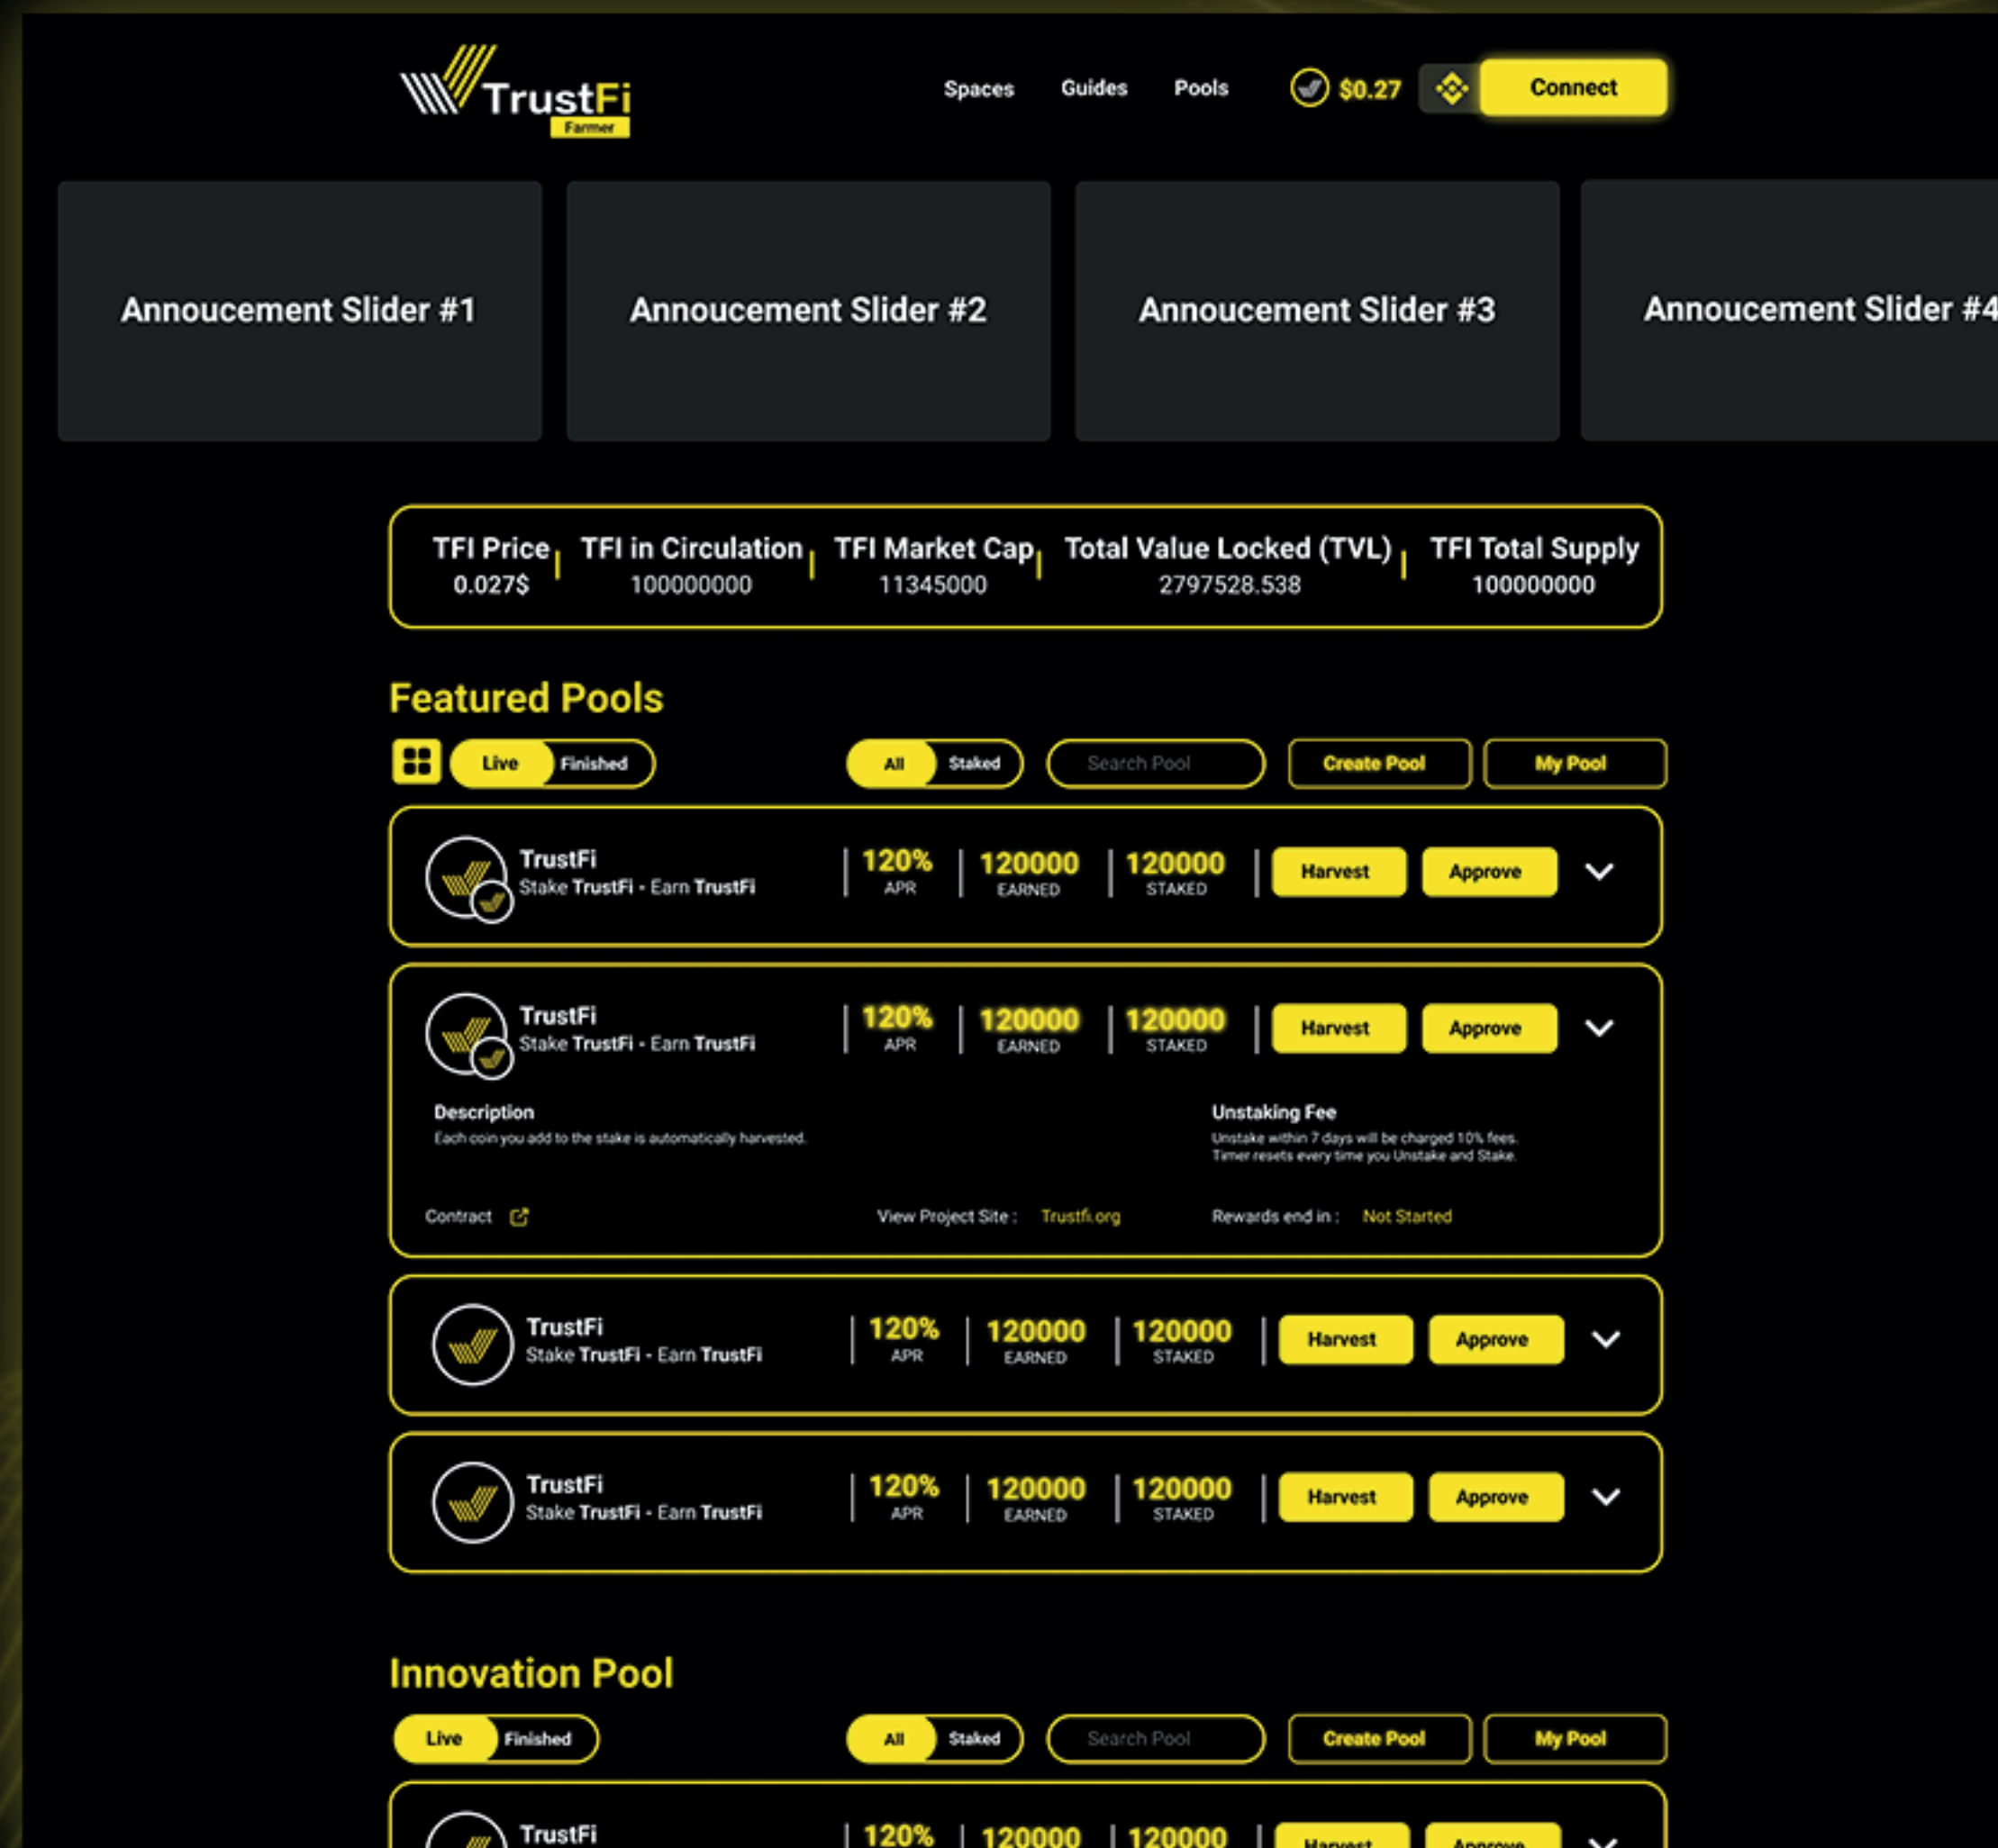 TrustFi
Farmer
Spaces Guides Pools $0.27 Connect
Annoucement Slider #1
Annoucement Slider #2
Annoucement Slider #3
Annoucement Slider #4
TFI Price TFI in Circulation TFI Market Cap Total Value Locked (TVL) TFI Total Supply
0.027$ 100000000 11345000 2797528.538 100000000
Featured Pools
Live Finished All Staked Search Pool Create Pool My Pool
TrustFi 120% 120000 120000 Harvest Approve
Stake TrustFi - Earn TrustFi APR EARNED STAKED
TrustFi 120% 120000 120000 Harvest Approve
Stake TrustFi - Earn TrustFi APR EARNED STAKED
Description Unstaking Fee
Each coin you add to the stake is automatically harvested. Unstake within 7 days will be charged 10% fees.
Timer resets every time you Unstake and Stake.
Contract View Project Site : Trustfi.org Rewards end in : Not Started
TrustFi 120% 120000 120000 Harvest Approve
Stake TrustFi - Earn TrustFi APR EARNED STAKED
TrustFi 120% 120000 120000 Harvest Approve
Stake TrustFi - Earn TrustFi APR EARNED STAKED
Innovation Pool
Live Finished All Staked Search Pool Create Pool My Pool
TrustFi 120% 120000 120000 Harvest Approve